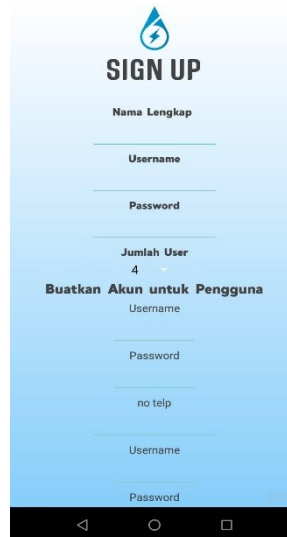 SIGN UP
Nama Lengkap
Username
Password
Jumlah User
4
Buatkan Akun untuk Pengguna
Username
Password
no telp
Username
Password